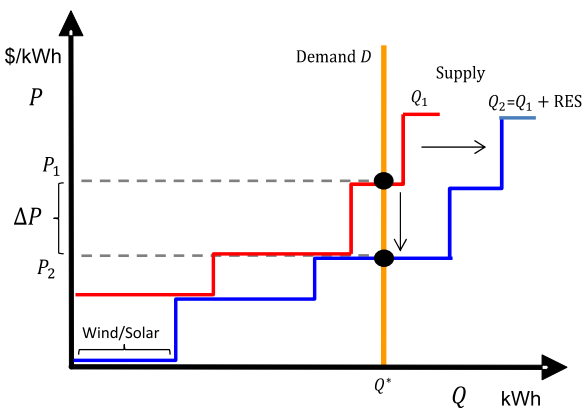 $/kWh
P
Demand D
Supply
Q₁
Q₂=Q₁ + RES
P₁
ΔP
P₂
Wind/Solar
Q*
Q
kWh